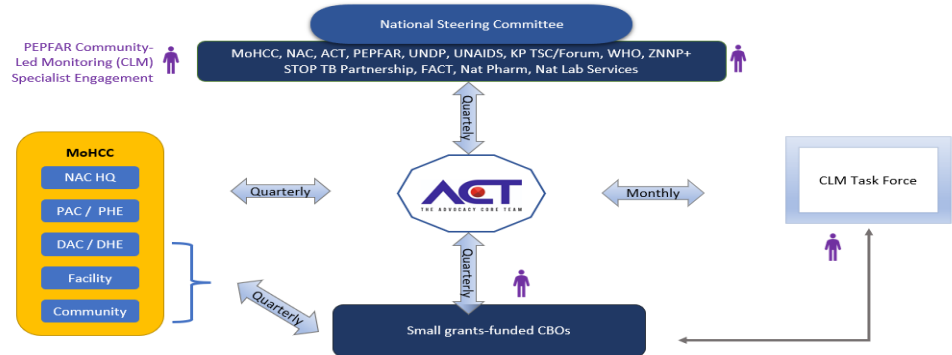 National Steering Committee
PEPFAR Community-
Led Monitoring (CLM)
Specialist Engagement
MoHCC, NAC, ACT, PEPFAR, UNDP, UNAIDS, KP TSC/Forum, WHO, ZNNP+
STOP TB Partnership, FACT, Nat Pharm, Nat Lab Services
Quartely
MoHCC
NAC HQ
PAC / PHE
DAC / DHE
Facility
Community
Quarterly
ACT
THE ADVOCACY CORE TEAM
Monthly
CLM Task Force
Quarterly
Quarterly
Small grants-funded CBOs